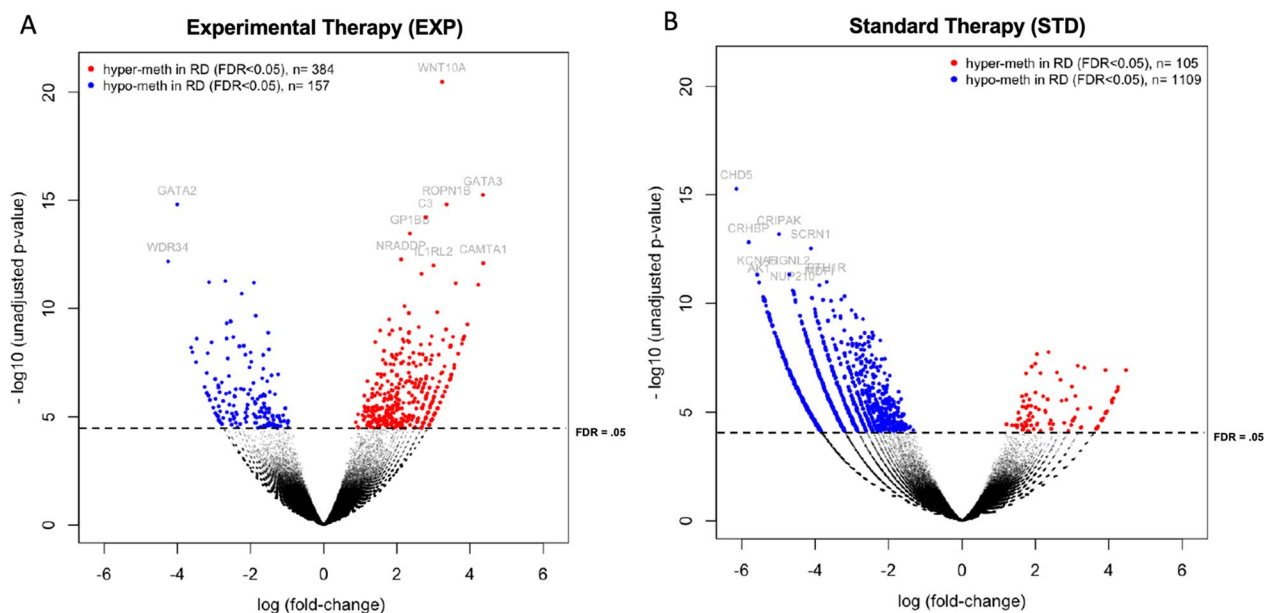 A
Experimental Therapy (EXP)
hyper-meth in RD (FDR<0.05), n= 384
hypo-meth in RD (FDR<0.05), n= 157
WNT10A
GATA2
GATA3
ROPN1B
C3
GP1BB
WDR34
NRADDP
IL1RL2
CAMTA1
FDR = .05
- log10 (unadjusted p-value)
0
5
10
15
20
-6
-4
-2
0
2
4
6
log (fold-change)
B
Standard Therapy (STD)
hyper-meth in RD (FDR<0.05), n= 105
hypo-meth in RD (FDR<0.05), n= 1109
CHD5
CRIPAK
CRHBP
SCRN1
FIGNL2
PTH1R
AK1
NUP210
FDR = .05
- log10 (unadjusted p-value)
0
5
10
15
20
-6
-4
-2
0
2
4
6
log (fold-change)